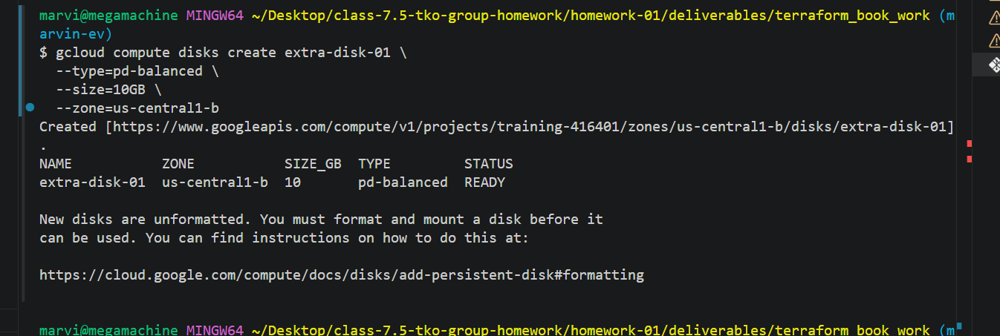 marvi@megamachine MINGW64 ~/Desktop/class-7.5-tko-group-homework/homework-01/deliverables/terraform_book_work (m
arvin-ev)
$ gcloud compute disks create extra-disk-01 \
  --type=pd-balanced \
  --size=10GB \
  --zone=us-central1-b
Created [https://www.googleapis.com/compute/v1/projects/training-416401/zones/us-central1-b/disks/extra-disk-01]
.
NAME           ZONE           SIZE_GB  TYPE         STATUS
extra-disk-01  us-central1-b  10       pd-balanced  READY

New disks are unformatted. You must format and mount a disk before it
can be used. You can find instructions on how to do this at:

https://cloud.google.com/compute/docs/disks/add-persistent-disk#formatting

marvi@megamachine MINGW64 ~/Desktop/class-7.5-tko-group-homework/homework-01/deliverables/terraform_book_work (m